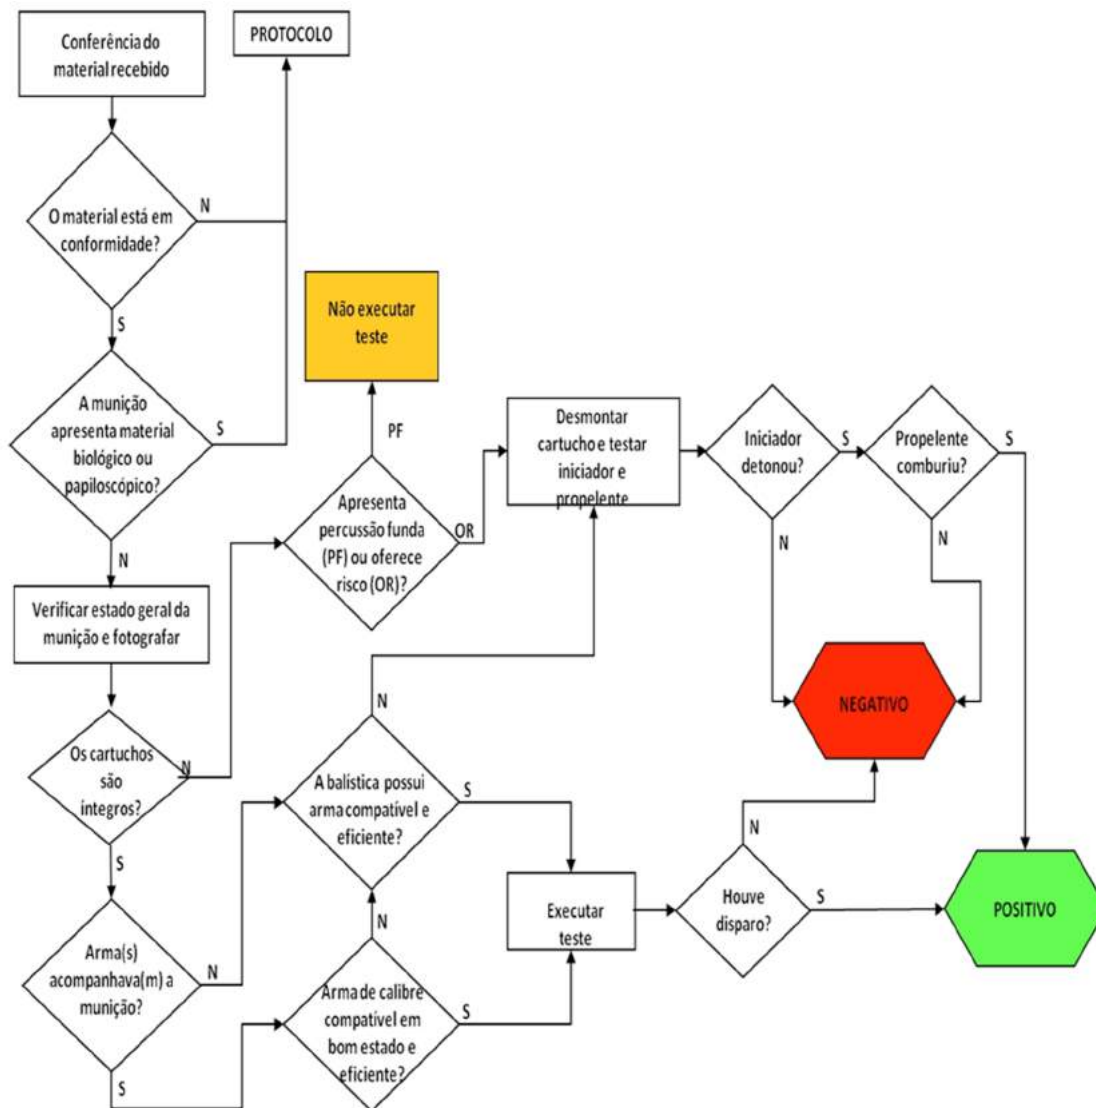 Conferência do
material recebido
PROTOCOLO
O material está em
conformidade?
N
S
A munição
apresenta material
biológico ou
papiloscópico?
S
N
Verificar estado geral da
munição e fotografar
Os cartuchos
são
íntegros?
N
S
Arma(s)
acompanhava(m) a
munição?
N
S
Não executar
teste
PF
Apresenta
percussão funda
(PF) ou oferece
risco (OR)?
OR
N
A balística possui
arma compatível e
eficiente?
S
N
Arma de calibre
compatível em
bom estado e
eficiente?
S
Desmontar
cartucho e testar
iniciador e
propelente
Executar
teste
Iniciador
detonou?
S
N
Propelente
comburiu?
S
N
NEGATIVO
N
Houve
disparo?
S
POSITIVO